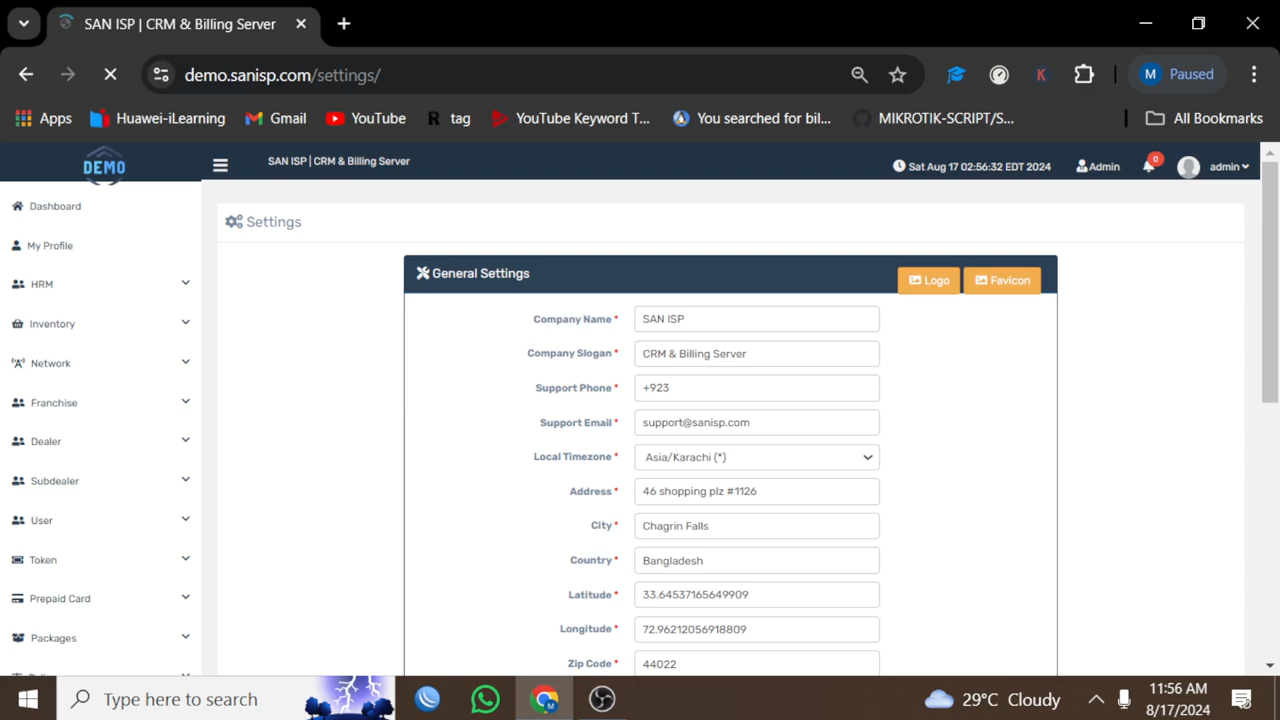 SAN ISP | CRM & Billing Server
demo.sanisp.com/settings/
M Paused
Apps
Huawei-iLearning
Gmail
YouTube
R tag
YouTube Keyword T...
You searched for bil...
MIKROTIK-SCRIPT/S...
All Bookmarks
DEMO
SAN ISP | CRM & Billing Server
Sat Aug 17 02:56:32 EDT 2024
Admin
0
admin
Dashboard
My Profile
HRM
Inventory
Network
Franchise
Dealer
Subdealer
User
Token
Prepaid Card
Packages
Settings
General Settings
Logo
Favicon
Company Name * SAN ISP
Company Slogan * CRM & Billing Server
Support Phone * +923
Support Email * support@sanisp.com
Local Timezone * Asia/Karachi (*)
Address * 46 shopping plz #1126
City * Chagrin Falls
Country * Bangladesh
Latitude * 33.64537165649909
Longitude * 72.96212056918809
Zip Code * 44022
Type here to search
29°C Cloudy
11:56 AM
8/17/2024